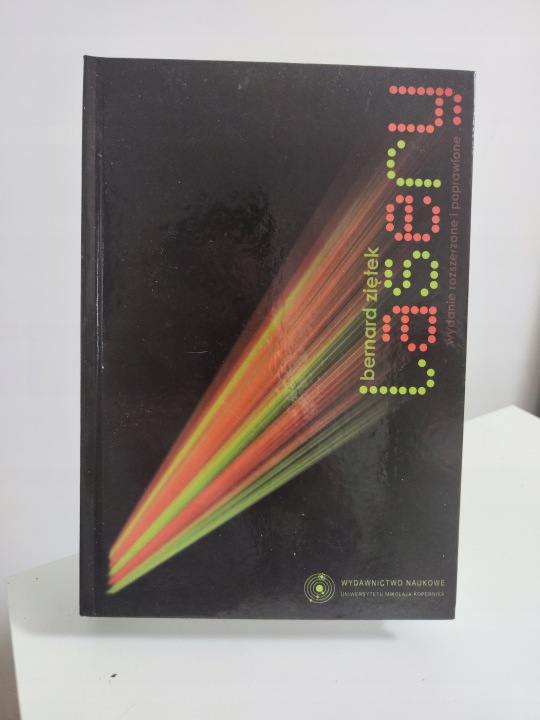 bernard ziętek
lasery
wydanie rozszerzone i poprawione
WYDAWNICTWO NAUKOWE
UNIWERSYTETU MIKOŁAJA KOPERNIKA